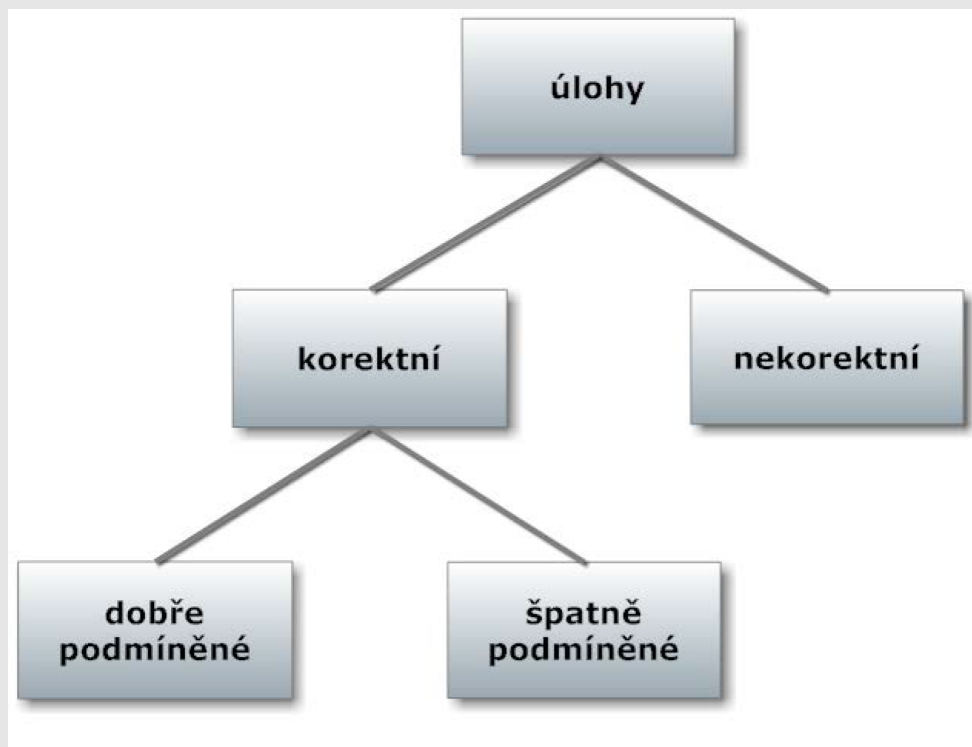 úlohy
korektní
nekorektní
dobře
podmíněné
špatně
podmíněné